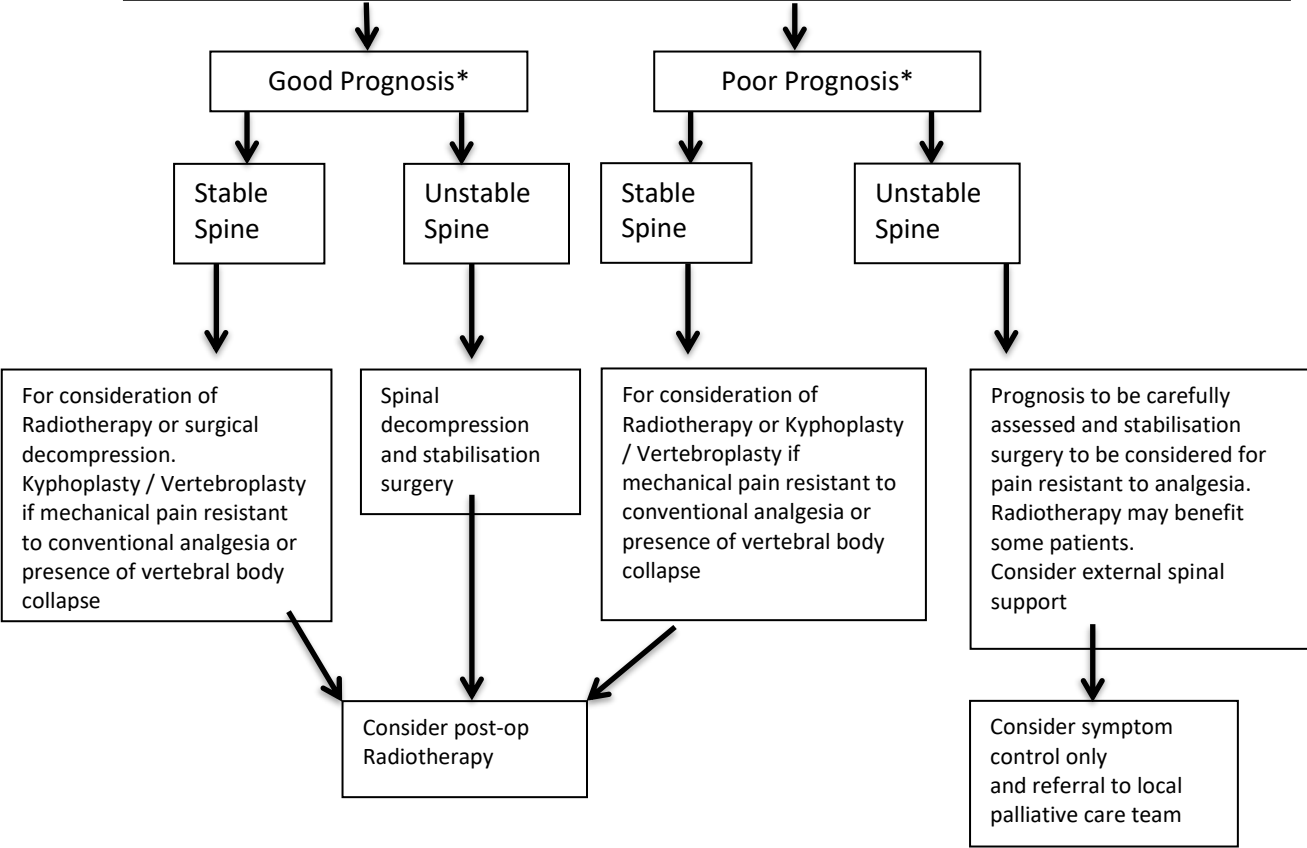 Good Prognosis*
Poor Prognosis*
Stable
Spine
Unstable
Spine
Stable
Spine
Unstable
Spine
For consideration of
Radiotherapy or surgical
decompression.
Kyphoplasty / Vertebroplasty
if mechanical pain resistant
to conventional analgesia or
presence of vertebral body
collapse
Spinal
decompression
and stabilisation
surgery
For consideration of
Radiotherapy or Kyphoplasty
/ Vertebroplasty if
mechanical pain resistant to
conventional analgesia or
presence of vertebral body
collapse
Prognosis to be carefully
assessed and stabilisation
surgery to be considered for
pain resistant to analgesia.
Radiotherapy may benefit
some patients.
Consider external spinal
support
Consider post-op
Radiotherapy
Consider symptom
control only
and referral to local
palliative care team